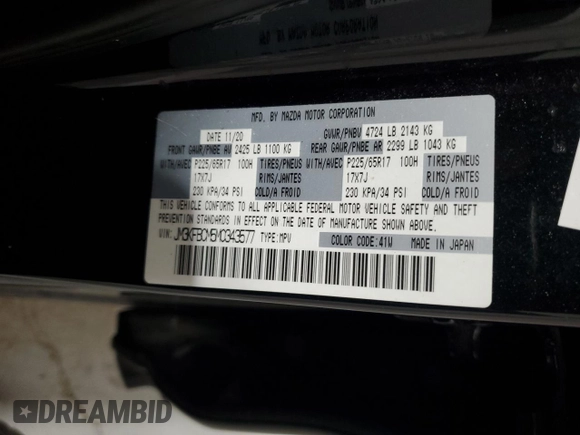 MFD. BY MAZDA MOTOR CORPORATION
DATE 11/20 GVWR/PNBV 4724 LB 2143 KG
FRONT GAWR/PNBE AV 2425 LB 1100 KG REAR GAWR/PNBE AR 2299 LB 1043 KG
WITH/AVEC P225/65R17 100H TIRES/PNEUS WITH/AVEC P225/65R17 100H TIRES/PNEUS
17X7J RIMS/JANTES 17X7J RIMS/JANTES
230 KPA/34 PSI COLD/A FROID 230 KPA/34 PSI COLD/A FROID
THIS VEHICLE CONFORMS TO ALL APPLICABLE FEDERAL MOTOR VEHICLE SAFETY AND THEFT
PREVENTION STANDARDS IN EFFECT ON THE DATE OF MANUFACTURE SHOWN ABOVE.
VIN: JM3KFBCM5M0343577 TYPE:MPV COLOR CODE:41W MADE IN JAPAN
DREAMBID